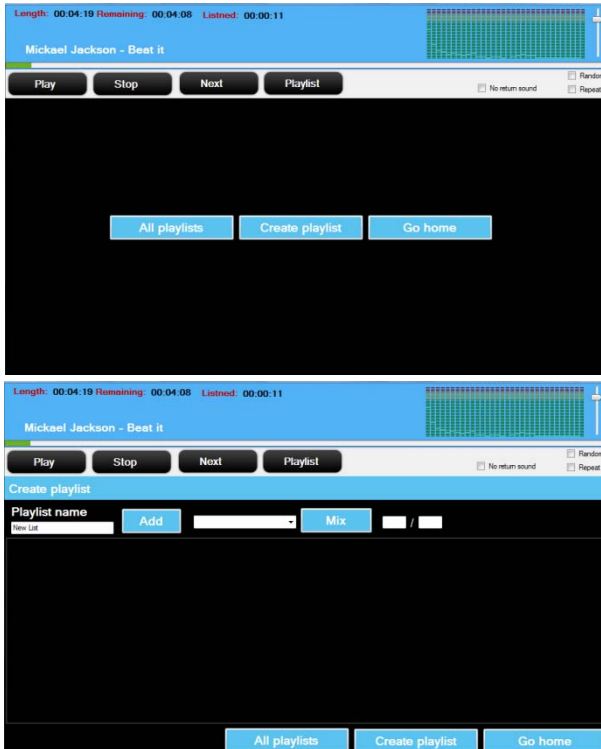 Length: 00:04:19 Remaining: 00:04:08 Listned: 00:00:11
Mickael Jackson - Beat it
Play Stop Next Playlist
No return sound
Random
Repeat
All playlists Create playlist Go home
Length: 00:04:19 Remaining: 00:04:08 Listned: 00:00:11
Mickael Jackson - Beat it
Play Stop Next Playlist
No return sound
Random
Repeat
Create playlist
Playlist name
New List
Add Mix /
All playlists Create playlist Go home